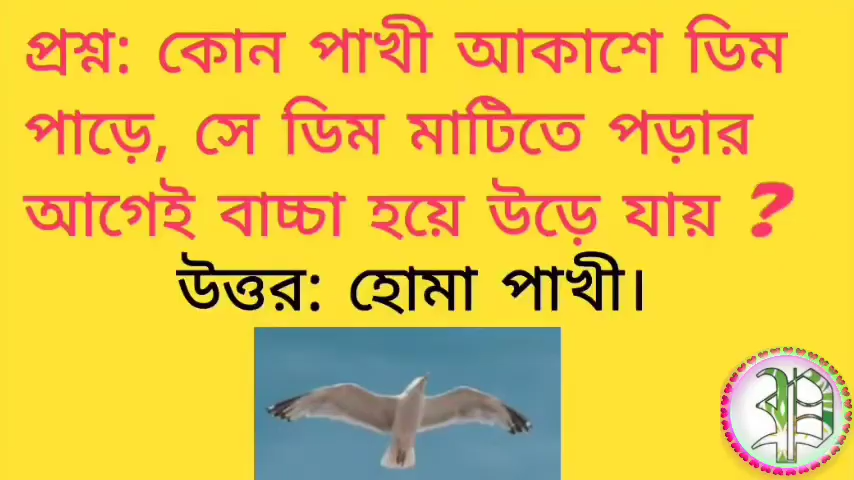 প্রশ্ন: কোন পাখী আকাশে ডিম
পাড়ে, সে ডিম মাটিতে পড়ার
আগেই বাচ্চা হয়ে উড়ে যায় ?
উত্তর: হোমা পাখী।